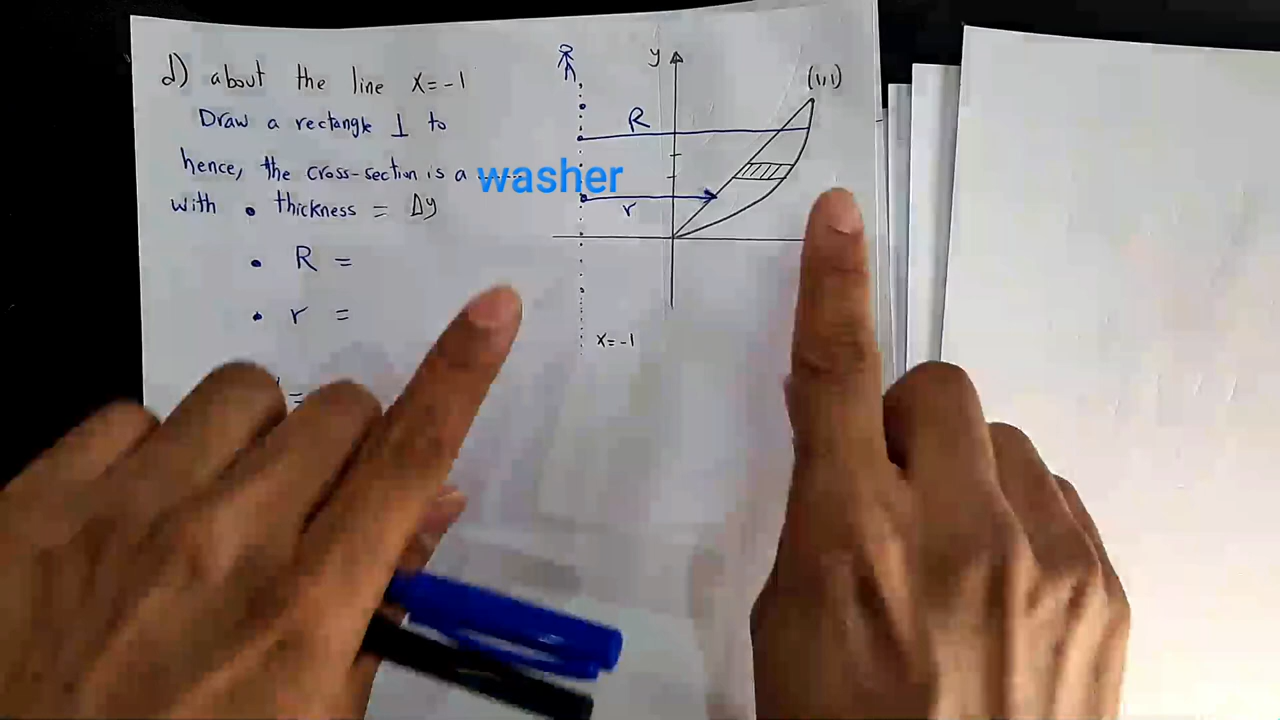 d) about the line x=-1
Draw a rectangle ⊥ to
hence, the cross-section is a washer
with • thickness = Δy
• R =
• r =
=
y
(1,1)
R
r
x=-1